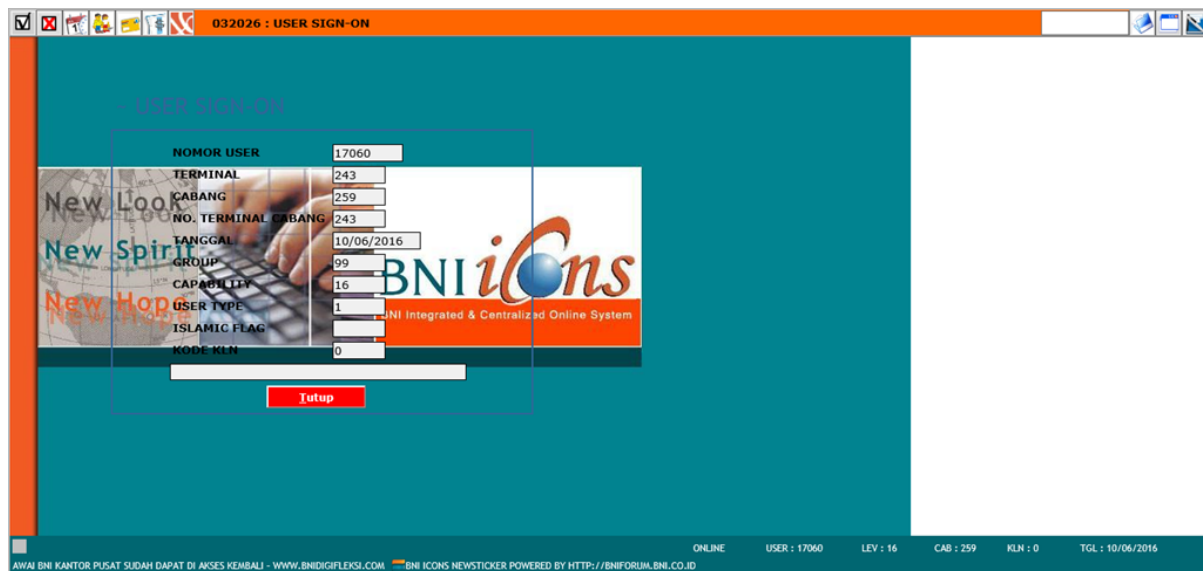 032026 : USER SIGN-ON
- USER SIGN-ON
NOMOR USER 17060
TERMINAL 243
CABANG 259
NO. TERMINAL CABANG 243
TANGGAL 10/06/2016
GROUP 99
CAPABILITY 16
USER TYPE 1
ISLAMIC FLAG
KODE KLN 0
Tutup
New Look
New Spirit
New Hope
BNI icons
BNI Integrated & Centralized Online System
ONLINE USER : 17060 LEV : 16 CAB : 259 KLN : 0 TGL : 10/06/2016
AWAI BNI KANTOR PUSAT SUDAH DAPAT DI AKSES KEMBALI - WWW.BNIDIGIFLEKSI.COM BNI ICONS NEWSTICKER POWERED BY HTTP://BNIFORUM.BNI.CO.ID